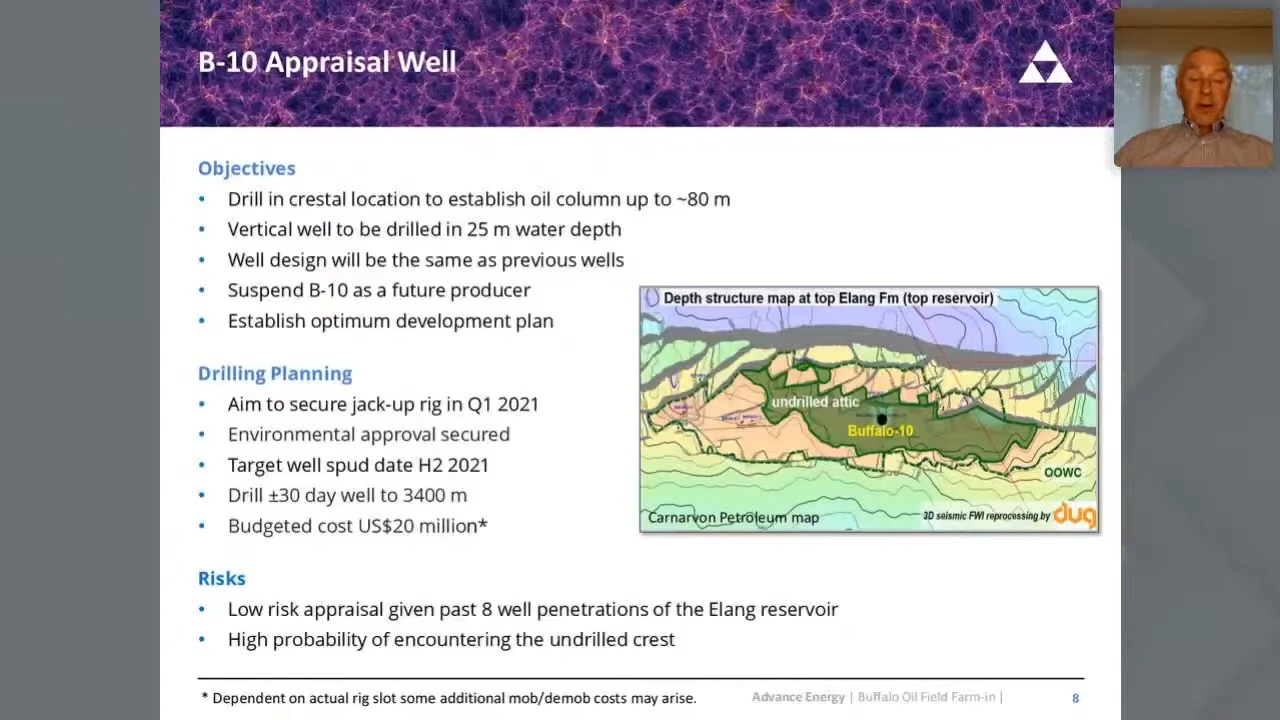 B-10 Appraisal Well
Objectives
• Drill in crestal location to establish oil column up to ~80 m
• Vertical well to be drilled in 25 m water depth
• Well design will be the same as previous wells
• Suspend B-10 as a future producer
• Establish optimum development plan
Drilling Planning
• Aim to secure jack-up rig in Q1 2021
• Environmental approval secured
• Target well spud date H2 2021
• Drill ±30 day well to 3400 m
• Budgeted cost US$20 million*
Depth structure map at top Elang Fm (top reservoir)
undrilled attic
Buffalo-10
OOWC
Carnarvon Petroleum map
3D seismic FWI reprocessing by dug
Risks
• Low risk appraisal given past 8 well penetrations of the Elang reservoir
• High probability of encountering the undrilled crest
* Dependent on actual rig slot some additional mob/demob costs may arise.
Advance Energy | Buffalo Oil Field Farm-in |
8